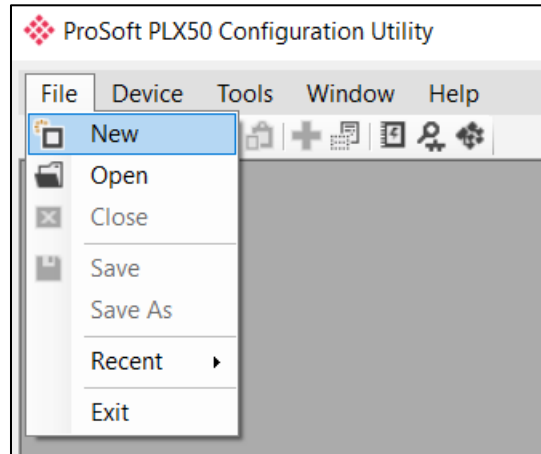 ProSoft PLX50 Configuration Utility
File Device Tools Window Help
New
Open
Close
Save
Save As
Recent
Exit